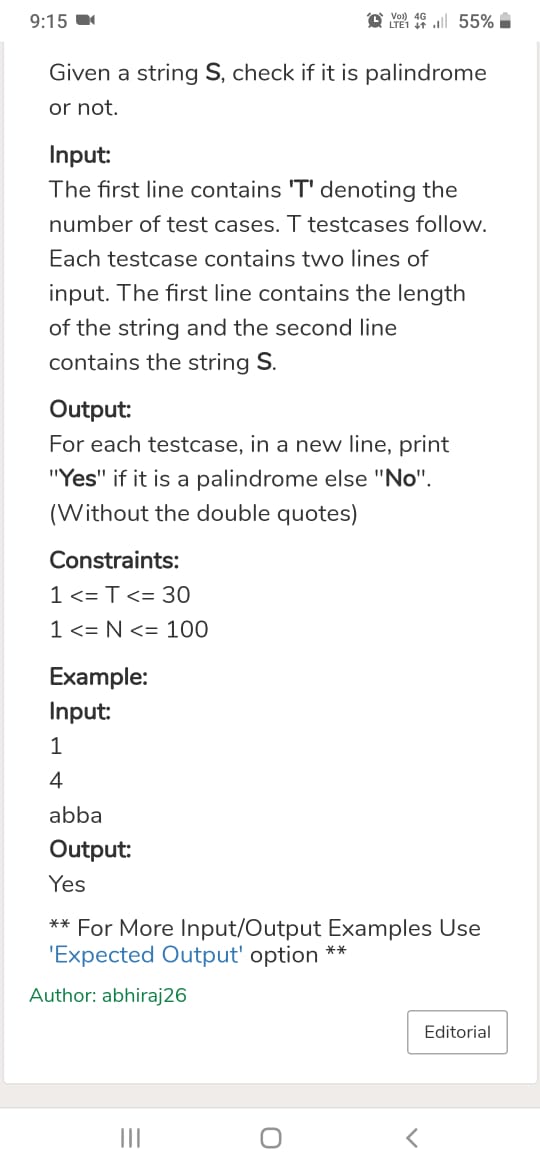 9:15
Vo)) 4G
LTE1 55%
Given a string S, check if it is palindrome
or not.
Input:
The first line contains 'T' denoting the
number of test cases. T testcases follow.
Each testcase contains two lines of
input. The first line contains the length
of the string and the second line
contains the string S.
Output:
For each testcase, in a new line, print
"Yes" if it is a palindrome else "No".
(Without the double quotes)
Constraints:
1 <= T <= 30
1 <= N <= 100
Example:
Input:
1
4
abba
Output:
Yes
** For More Input/Output Examples Use
'Expected Output' option **
Author: abhiraj26
Editorial